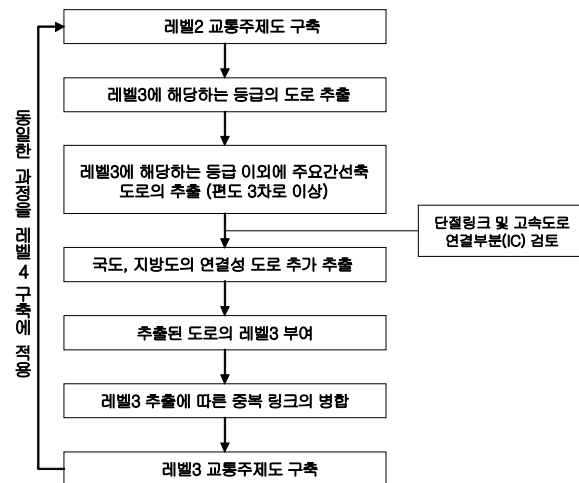 레벨2 교통주제도 구축
레벨3에 해당하는 등급의 도로 추출
레벨3에 해당하는 등급 이외에 주요간선축
도로의 추출 (편도 3차로 이상)
단절링크 및 고속도로
연결부분(IC) 검토
국도, 지방도의 연결성 도로 추가 추출
추출된 도로의 레벨3 부여
레벨3 추출에 따른 중복 링크의 병합
레벨3 교통주제도 구축
동일한 과정을 레벨 4 구축에 적용